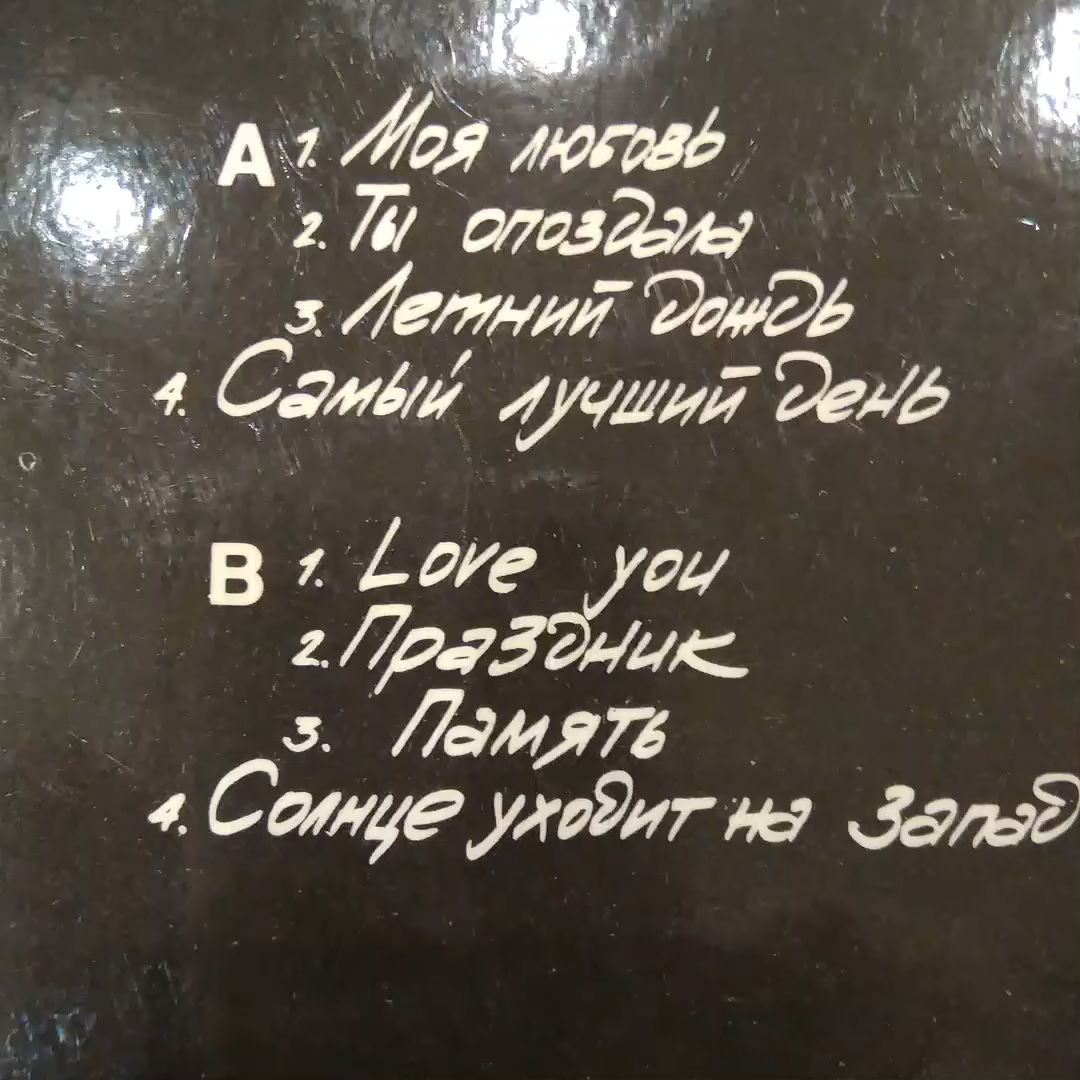 A 1. Моя любовь
2. Ты опоздала
3. Летний дождь
4. Самый лучший день
B 1. Love you
2. Праздник
3. Память
4. Солнце уходит на Запад